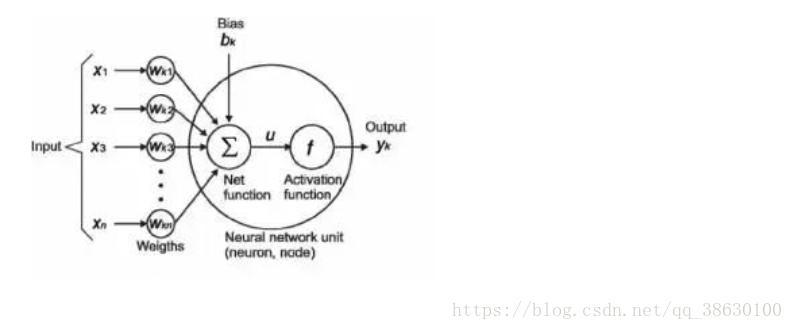 Bias
bk
x1
Wk1
x2
Wk2
Input
x3
Wk3
Σ
u
f
Output
yk
Net
function
Activation
function
xn
Wkn
Weigths
Neural network unit
(neuron, node)
https://blog.csdn.net/qq_38630100